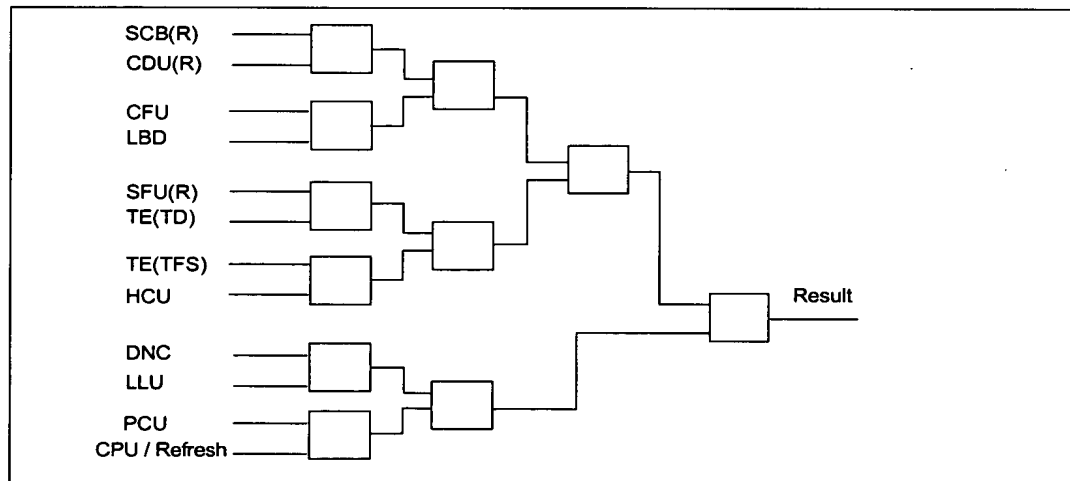 SCB(R)
CDU(R)
CFU
LBD
SFU(R)
TE(TD)
TE(TFS)
HCU
Result
DNC
LLU
PCU
CPU / Refresh